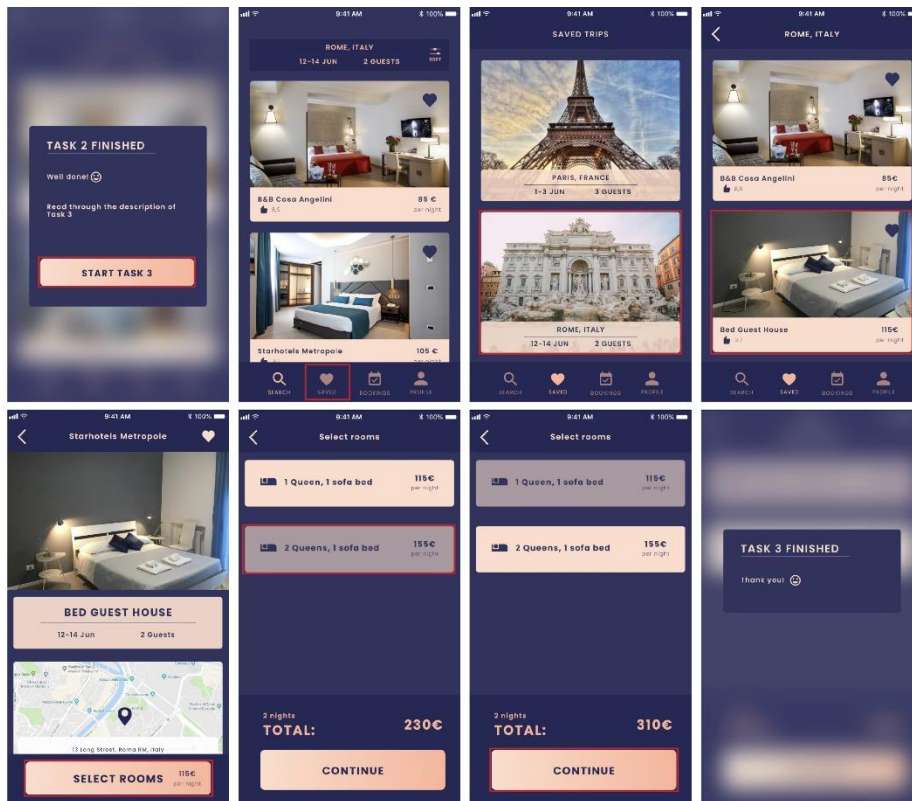 TASK 2 FINISHED
Well done!
Read through the description of
Task 3
START TASK 3
9:41 AM 100%
ROME, ITALY
12-14 JUN 2 GUESTS
SORT
B&B Casa Angelini 85 €
8,5 per night
Starhotels Metropole 105 €
per night
SEARCH SAVED BOOKINGS PROFILE
9:41 AM 100%
SAVED TRIPS
PARIS, FRANCE
1-3 JUN 3 GUESTS
ROME, ITALY
12-14 JUN 2 GUESTS
SEARCH SAVED BOOKINGS PROFILE
9:41 AM 100%
ROME, ITALY
B&B Casa Angelini 85€
8,5 per night
Bed Guest House 115€
per night
SEARCH SAVED BOOKINGS PROFILE
9:41 AM 100%
Starhotels Metropole
BED GUEST HOUSE
12-14 Jun 2 Guests
13 Long Street, Roma RM, Italy
SELECT ROOMS 115€
per night
9:41 AM 100%
Select rooms
1 Queen, 1 sofa bed 115€
per night
2 Queens, 1 sofa bed 155€
per night
2 nights
TOTAL: 230€
CONTINUE
9:41 AM 100%
Select rooms
1 Queen, 1 sofa bed 115€
per night
2 Queens, 1 sofa bed 155€
per night
2 nights
TOTAL: 310€
CONTINUE
TASK 3 FINISHED
Thank you!